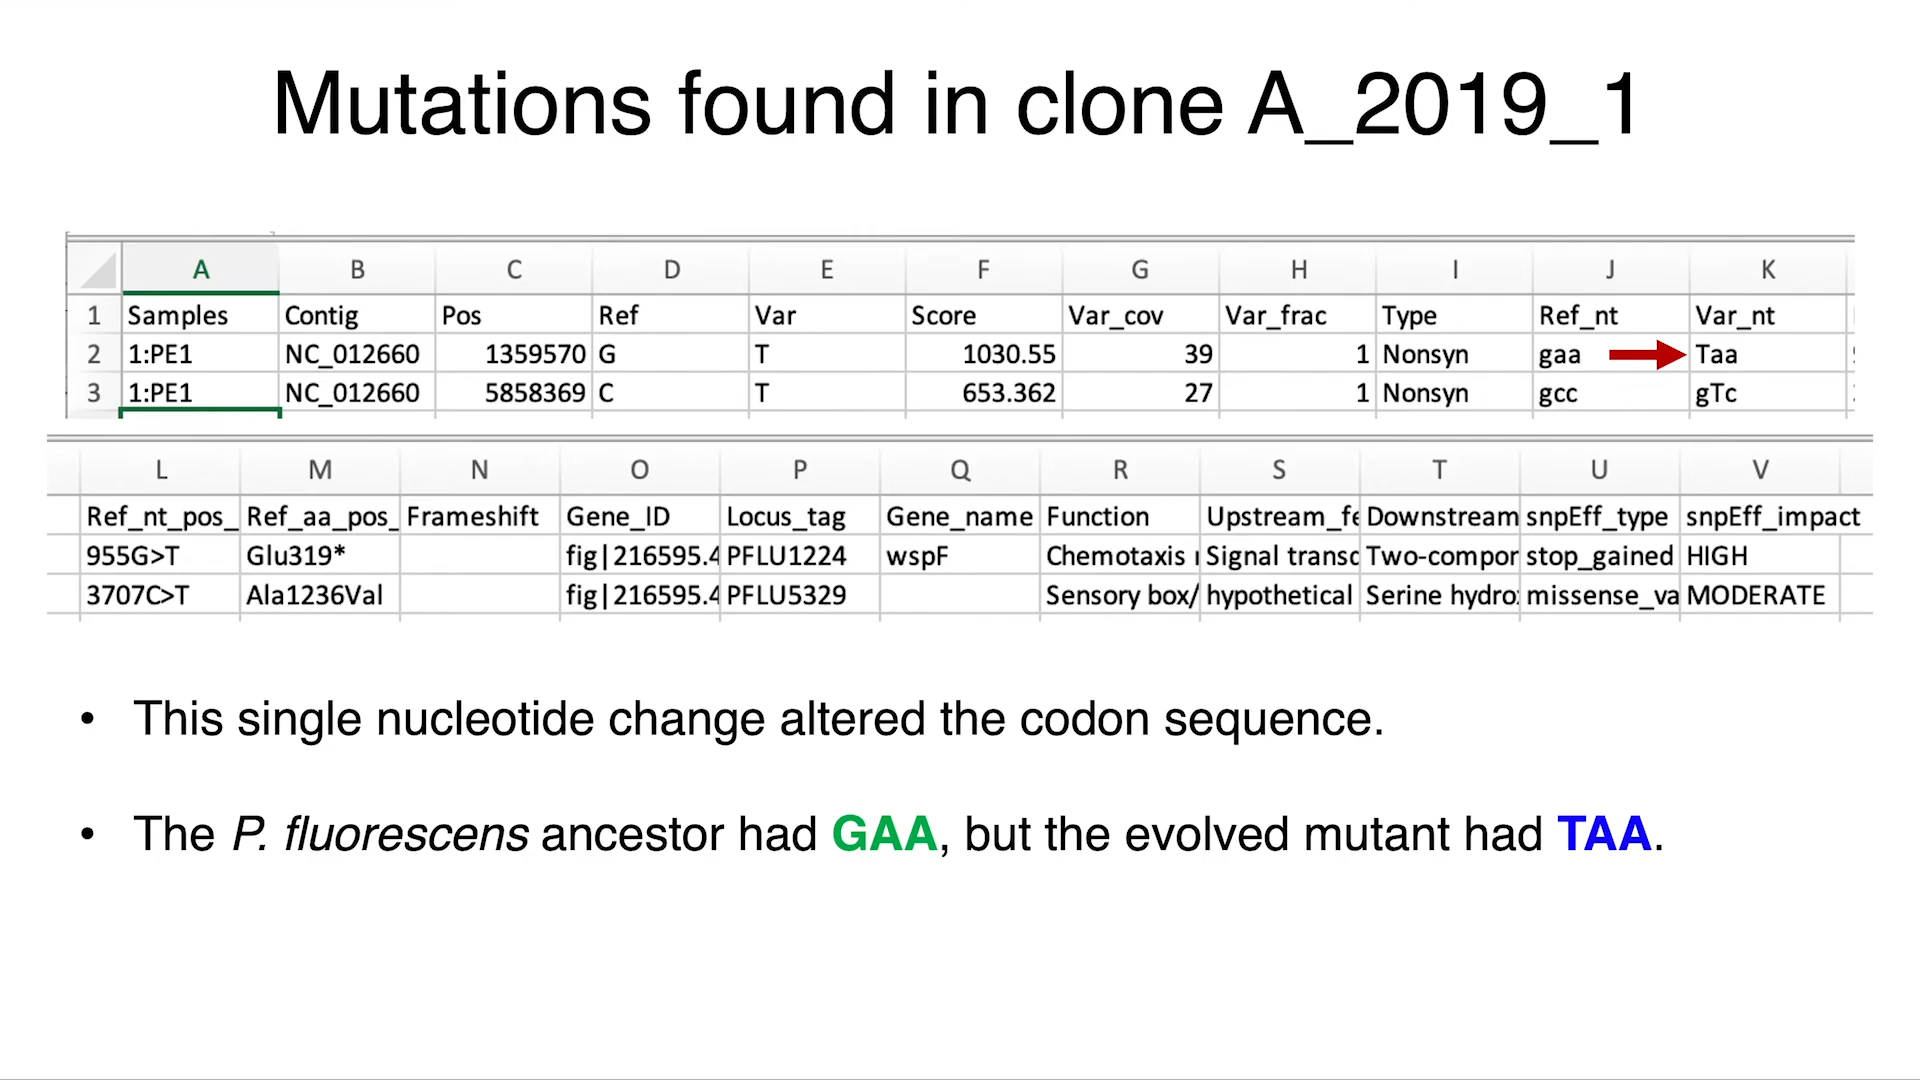 Mutations found in clone A_2019_1
A B C D E F G H I J K
1 Samples Contig Pos Ref Var Score Var_cov Var_frac Type Ref_nt Var_nt
2 1:PE1 NC_012660 1359570 G T 1030.55 39 1 Nonsyn gaa Taa
3 1:PE1 NC_012660 5858369 C T 653.362 27 1 Nonsyn gcc gTc
L M N O P Q R S T U V
Ref_nt_pos_ Ref_aa_pos_ Frameshift Gene_ID Locus_tag Gene_name Function Upstream_fe Downstream snpEff_type snpEff_impact
955G>T Glu319* fig|216595.4 PFLU1224 wspF Chemotaxis Signal transc Two-compor stop_gained HIGH
3707C>T Ala1236Val fig|216595.4 PFLU5329 Sensory box/ hypothetical Serine hydro missense_va MODERATE
• This single nucleotide change altered the codon sequence.
• The P. fluorescens ancestor had GAA, but the evolved mutant had TAA.